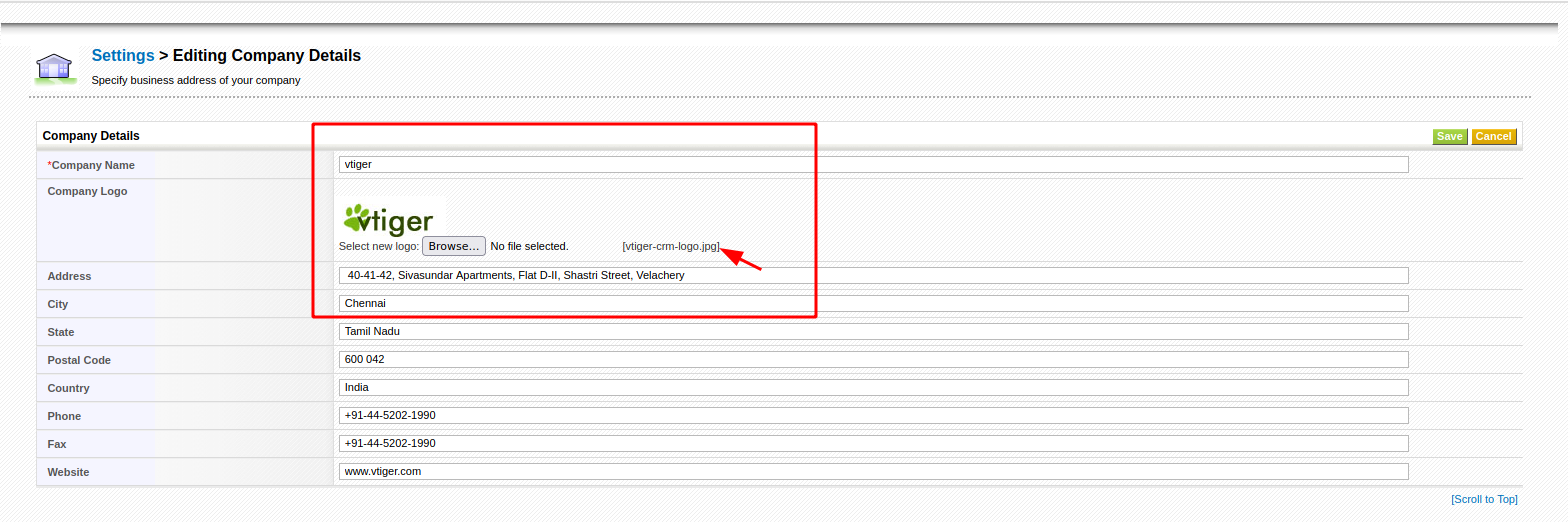 Settings > Editing Company Details
Specify business address of your company
Company Details
Save Cancel
*Company Name vtiger
Company Logo
vtiger
Select new logo: Browse... No file selected. [vtiger-crm-logo.jpg]
Address 40-41-42, Sivasundar Apartments, Flat D-II, Shastri Street, Velachery
City Chennai
State Tamil Nadu
Postal Code 600 042
Country India
Phone +91-44-5202-1990
Fax +91-44-5202-1990
Website www.vtiger.com
[Scroll to Top]